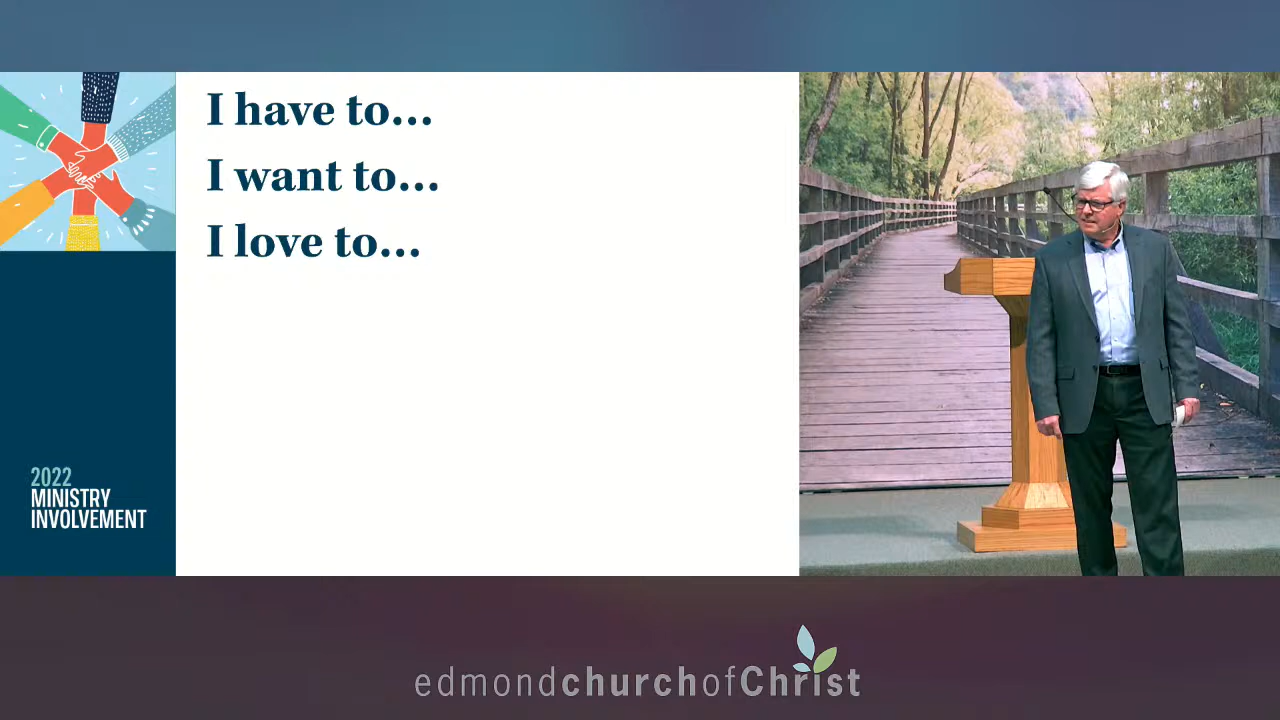 I have to...
I want to...
I love to...
2022
MINISTRY
INVOLVEMENT
edmondchurchofChrist